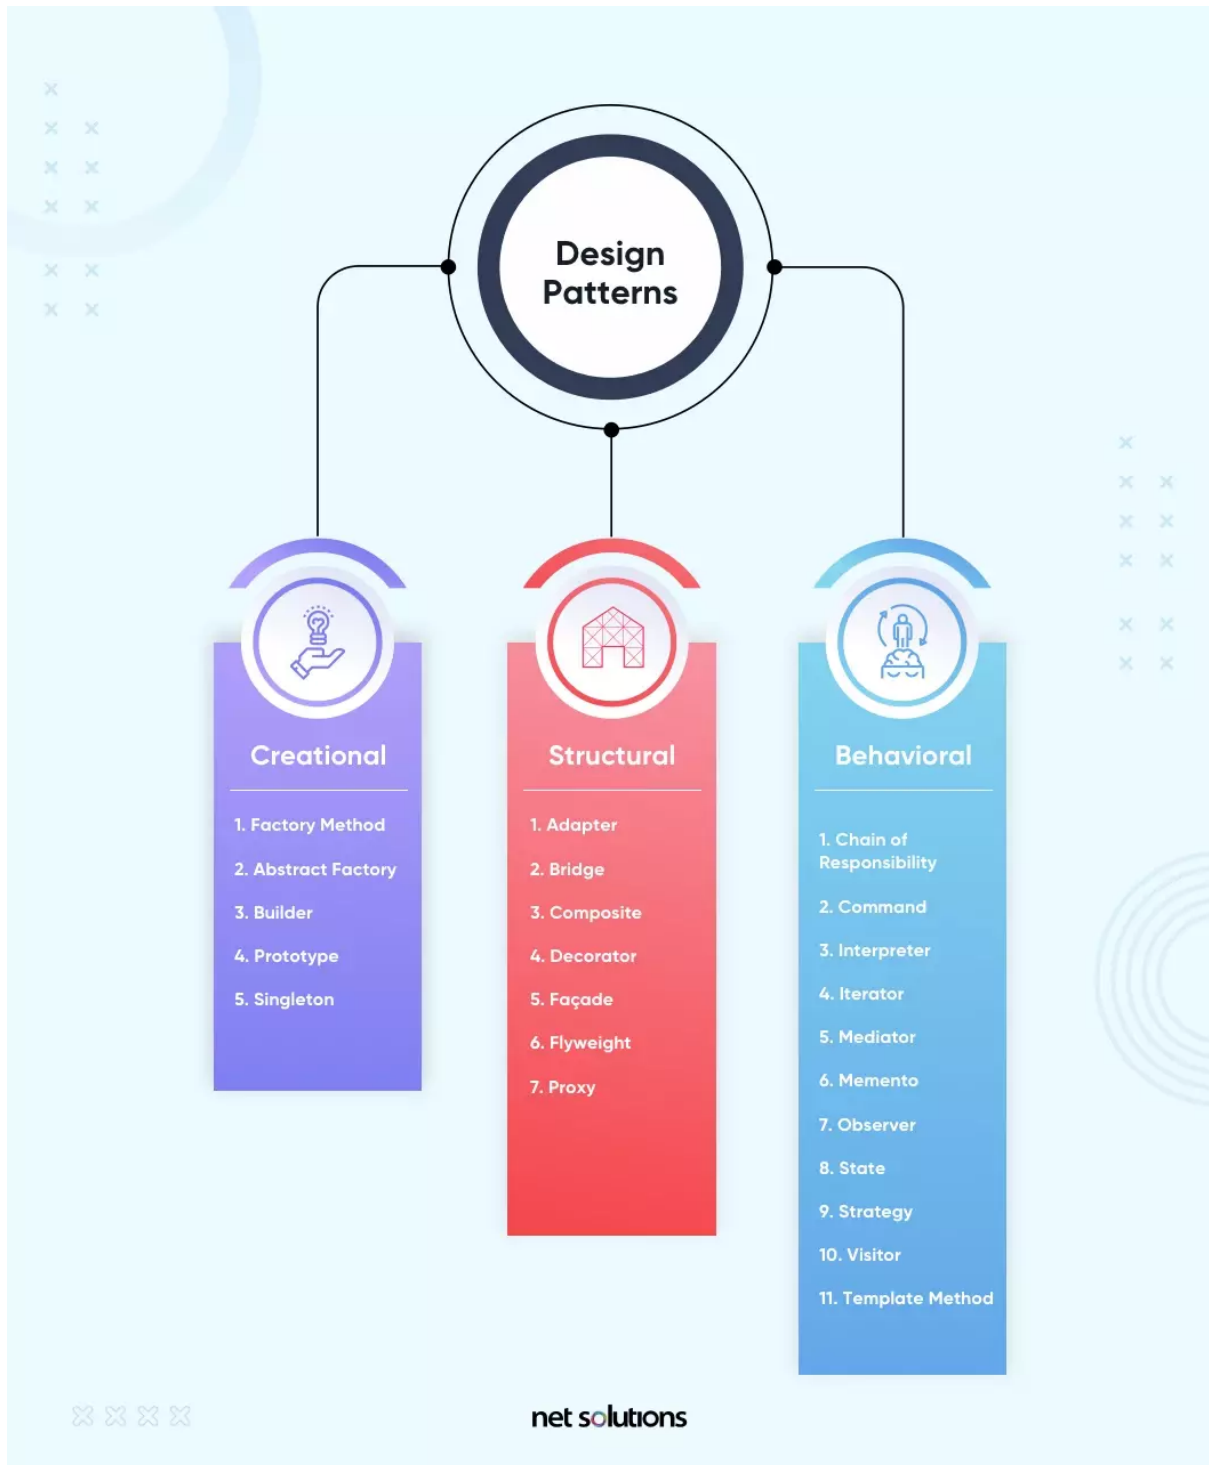 Design
Patterns
Creational
1. Factory Method
2. Abstract Factory
3. Builder
4. Prototype
5. Singleton
Structural
1. Adapter
2. Bridge
3. Composite
4. Decorator
5. Façade
6. Flyweight
7. Proxy
Behavioral
1. Chain of
Responsibility
2. Command
3. Interpreter
4. Iterator
5. Mediator
6. Memento
7. Observer
8. State
9. Strategy
10. Visitor
11. Template Method
net solutions